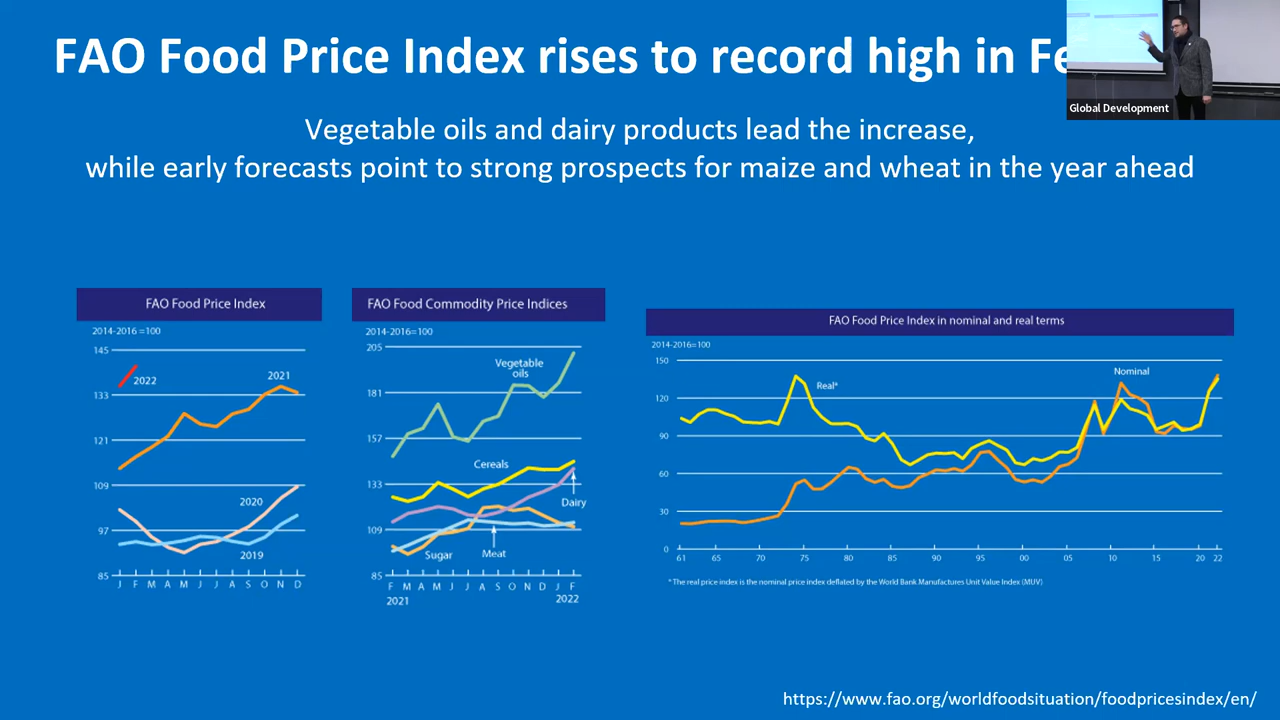 FAO Food Price Index rises to record high in Fe
Global Development
Vegetable oils and dairy products lead the increase,
while early forecasts point to strong prospects for maize and wheat in the year ahead
FAO Food Price Index
2014-2016 =100
145
133
121
109
97
85
2022
2021
2020
2019
J F M A M J J A S O N D
FAO Food Commodity Price Indices
2014-2016=100
205
181
157
133
109
85
Vegetable
oils
Cereals
Dairy
Sugar
Meat
F M A M J J A S O N D J F
2021
2022
FAO Food Price Index in nominal and real terms
2014-2016=100
150
120
90
60
30
0
Real*
Nominal
61 65 70 75 80 85 90 95 00 05 10 15 20 22
* The real price index is the nominal price index deflated by the World Bank Manufactures Unit Value Index (MUV)
https://www.fao.org/worldfoodsituation/foodpricesindex/en/